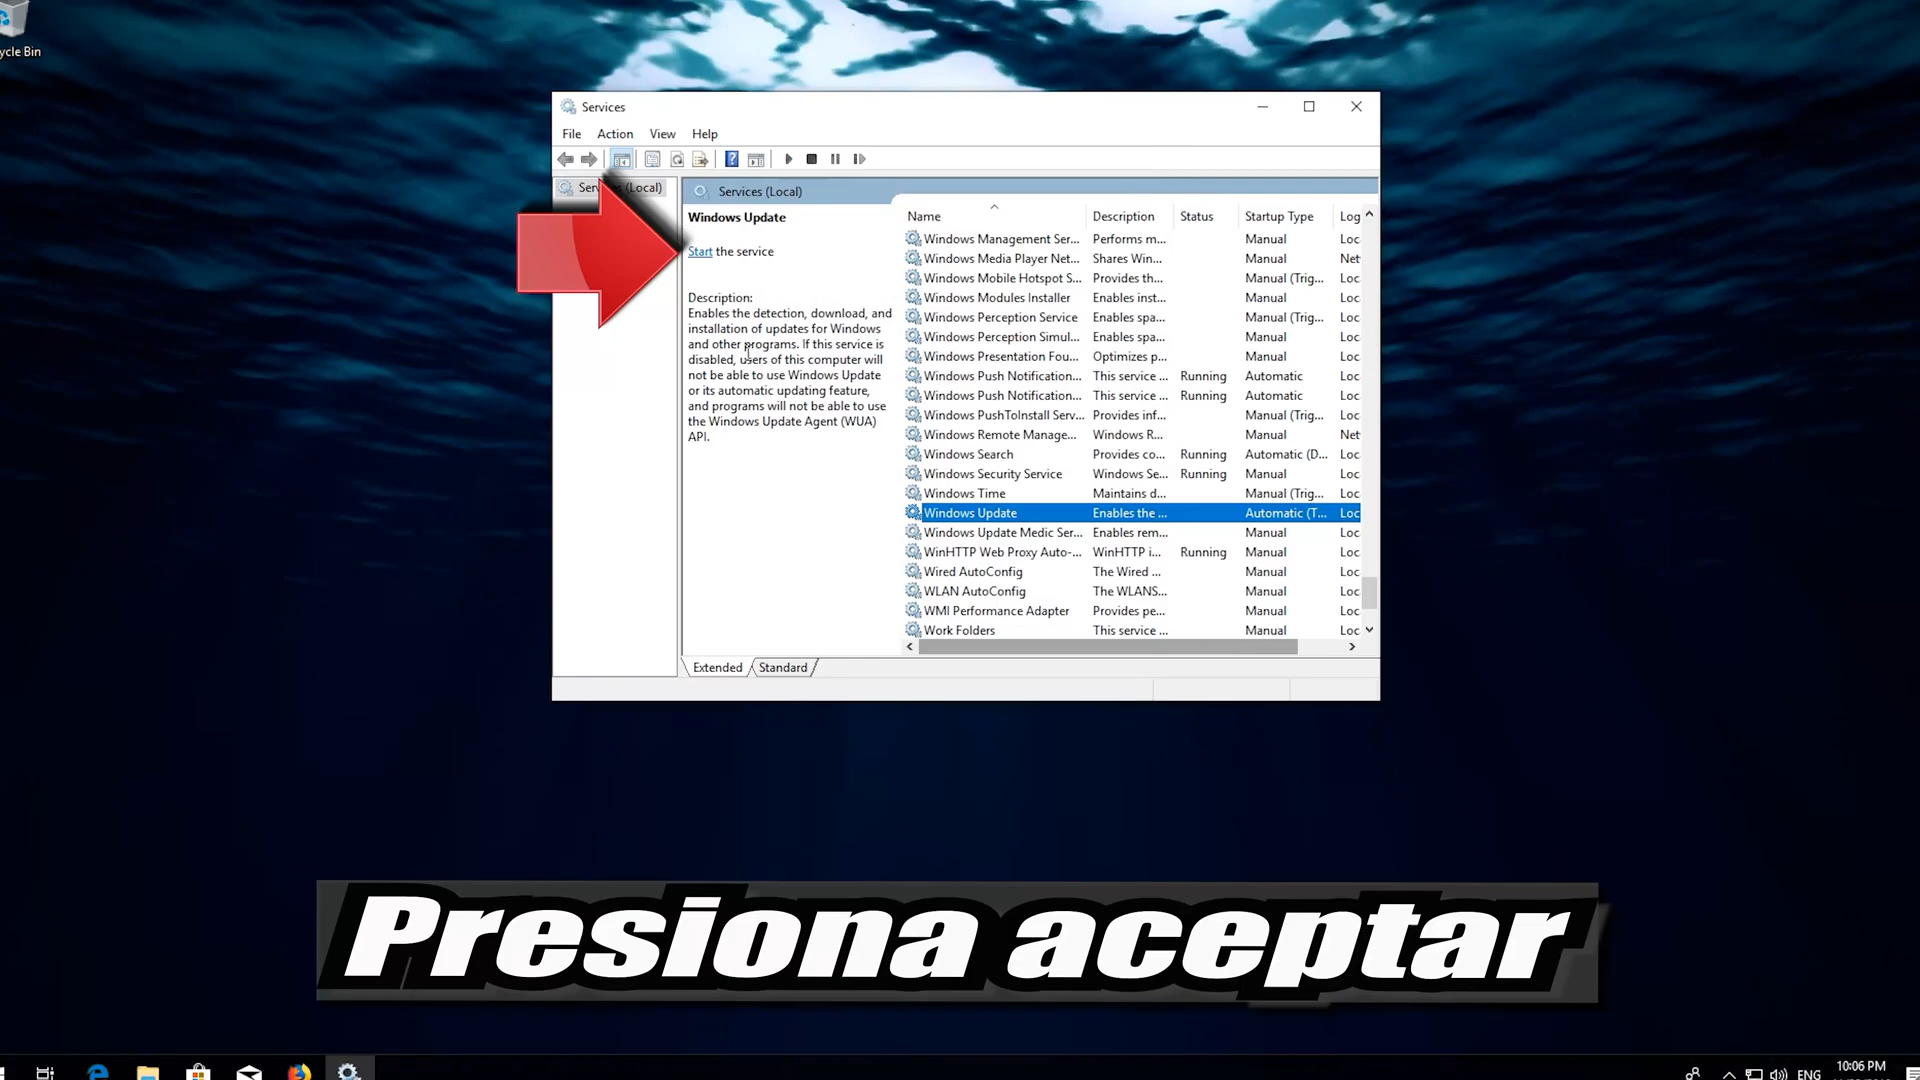 ycle Bin
Services
File Action View Help
Services (Local)
Windows Update
Start the service
Description:
Enables the detection, download, and
installation of updates for Windows
and other programs. If this service is
disabled, users of this computer will
not be able to use Windows Update
or its automatic updating feature,
and programs will not be able to use
the Windows Update Agent (WUA)
API.
Name Description Status Startup Type Log
Windows Management Ser... Performs m... Manual Loc
Windows Media Player Net... Shares Win... Manual Net
Windows Mobile Hotspot S... Provides th... Manual (Trig... Loc
Windows Modules Installer Enables inst... Manual Loc
Windows Perception Service Enables spa... Manual (Trig... Loc
Windows Perception Simul... Enables spa... Manual Loc
Windows Presentation Fou... Optimizes p... Manual Loc
Windows Push Notification... This service ... Running Automatic Loc
Windows Push Notification... This service ... Running Automatic Loc
Windows PushToInstall Serv... Provides inf... Manual (Trig... Loc
Windows Remote Manage... Windows R... Manual Net
Windows Search Provides co... Running Automatic (D... Loc
Windows Security Service Windows Se... Running Manual Loc
Windows Time Maintains d... Manual (Trig... Loc
Windows Update Enables the ... Automatic (T... Loc
Windows Update Medic Ser... Enables rem... Manual Loc
WinHTTP Web Proxy Auto-... WinHTTP i... Running Manual Loc
Wired AutoConfig The Wired ... Manual Loc
WLAN AutoConfig The WLANS... Manual Loc
WMI Performance Adapter Provides pe... Manual Loc
Work Folders This service ... Manual Loc
Extended Standard
Presiona aceptar
ENG 10:06 PM